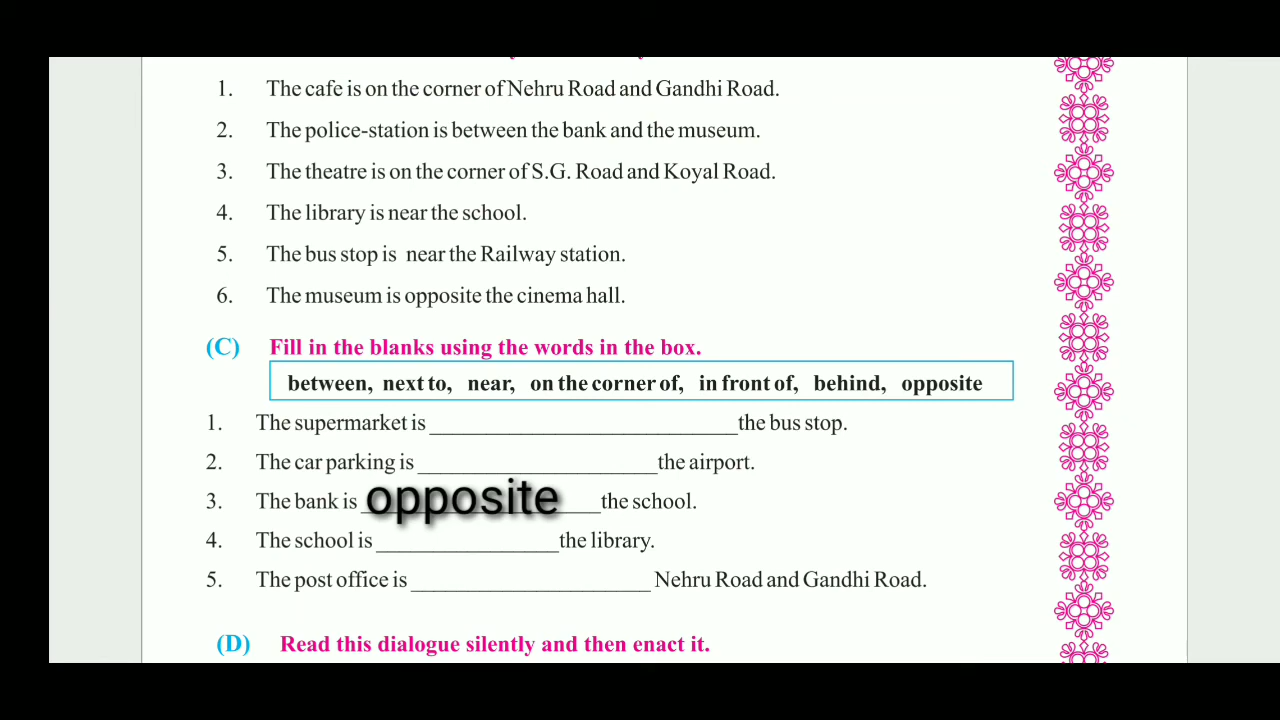 1. The cafe is on the corner of Nehru Road and Gandhi Road.
2. The police-station is between the bank and the museum.
3. The theatre is on the corner of S.G. Road and Koyal Road.
4. The library is near the school.
5. The bus stop is near the Railway station.
6. The museum is opposite the cinema hall.
(C) Fill in the blanks using the words in the box.
between, next to, near, on the corner of, in front of, behind, opposite
1. The supermarket is ____________________________ the bus stop.
2. The car parking is ______________________ the airport.
3. The bank is opposite the school.
4. The school is _________________ the library.
5. The post office is ______________________ Nehru Road and Gandhi Road.
(D) Read this dialogue silently and then enact it.